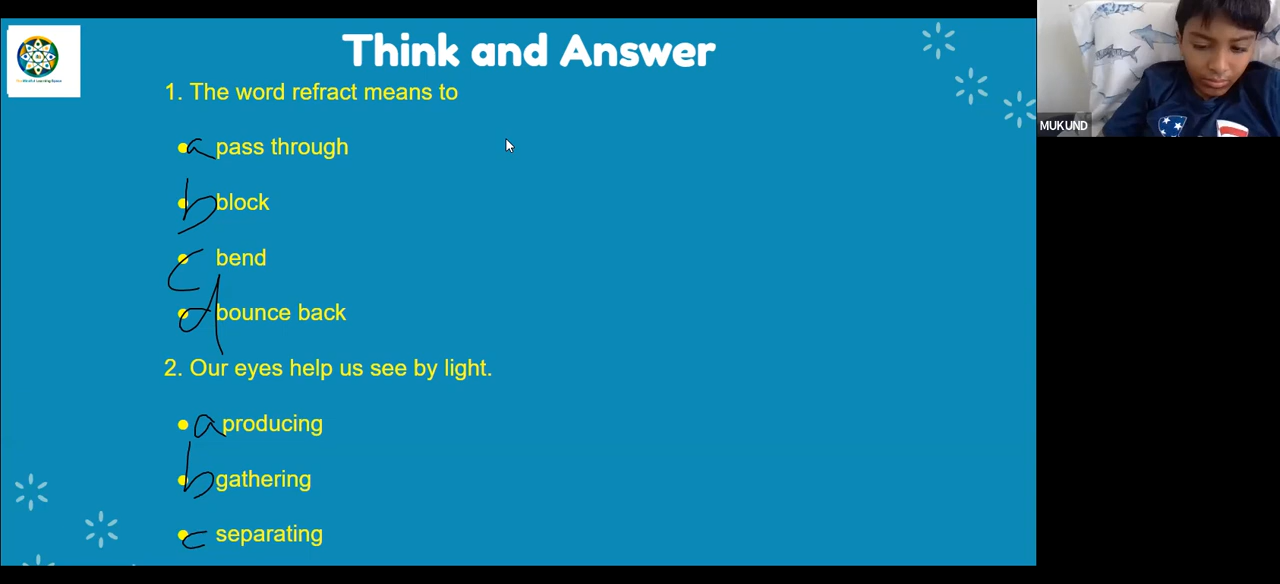 Think and Answer
1. The word refract means to
a pass through
b block
c bend
d bounce back
2. Our eyes help us see by light.
a producing
b gathering
c separating
MUKUND